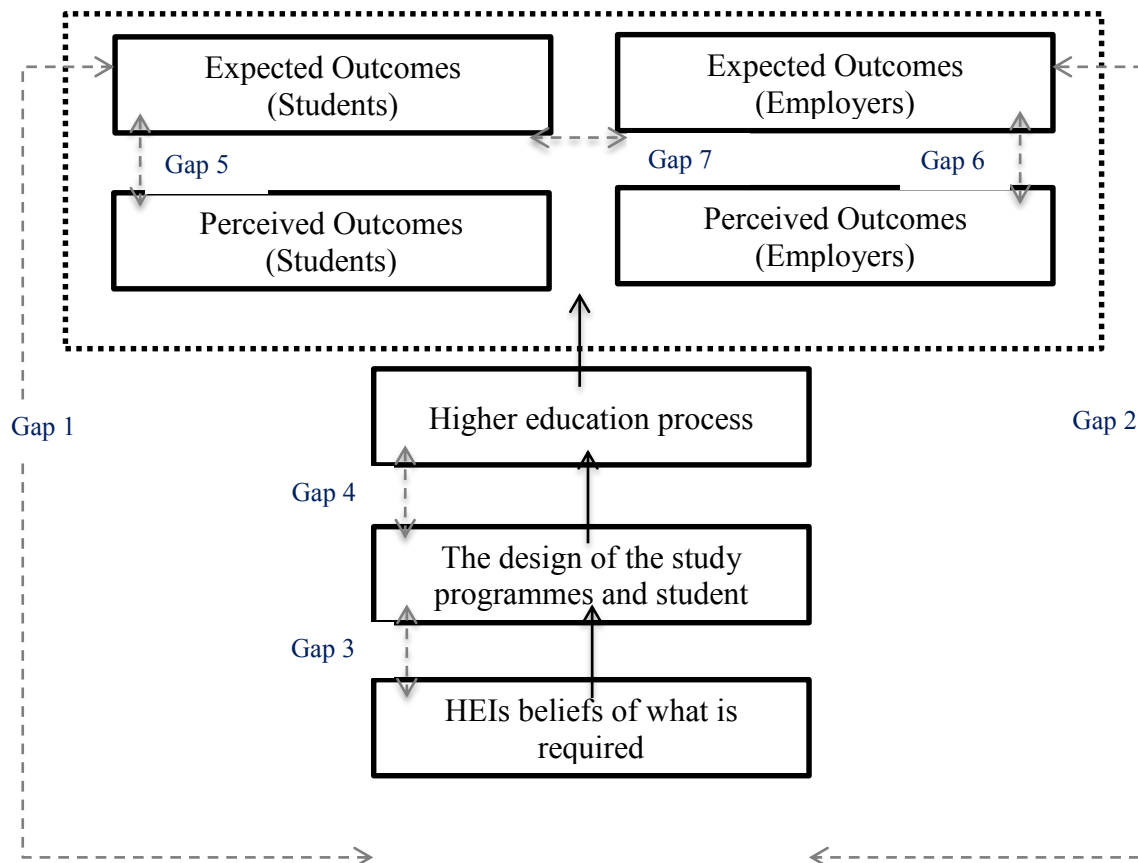 Expected Outcomes
(Students)
Expected Outcomes
(Employers)
Gap 5
Gap 7
Gap 6
Perceived Outcomes
(Students)
Perceived Outcomes
(Employers)
Higher education process
Gap 1
Gap 2
Gap 4
The design of the study
programmes and student
Gap 3
HEIs beliefs of what is
required